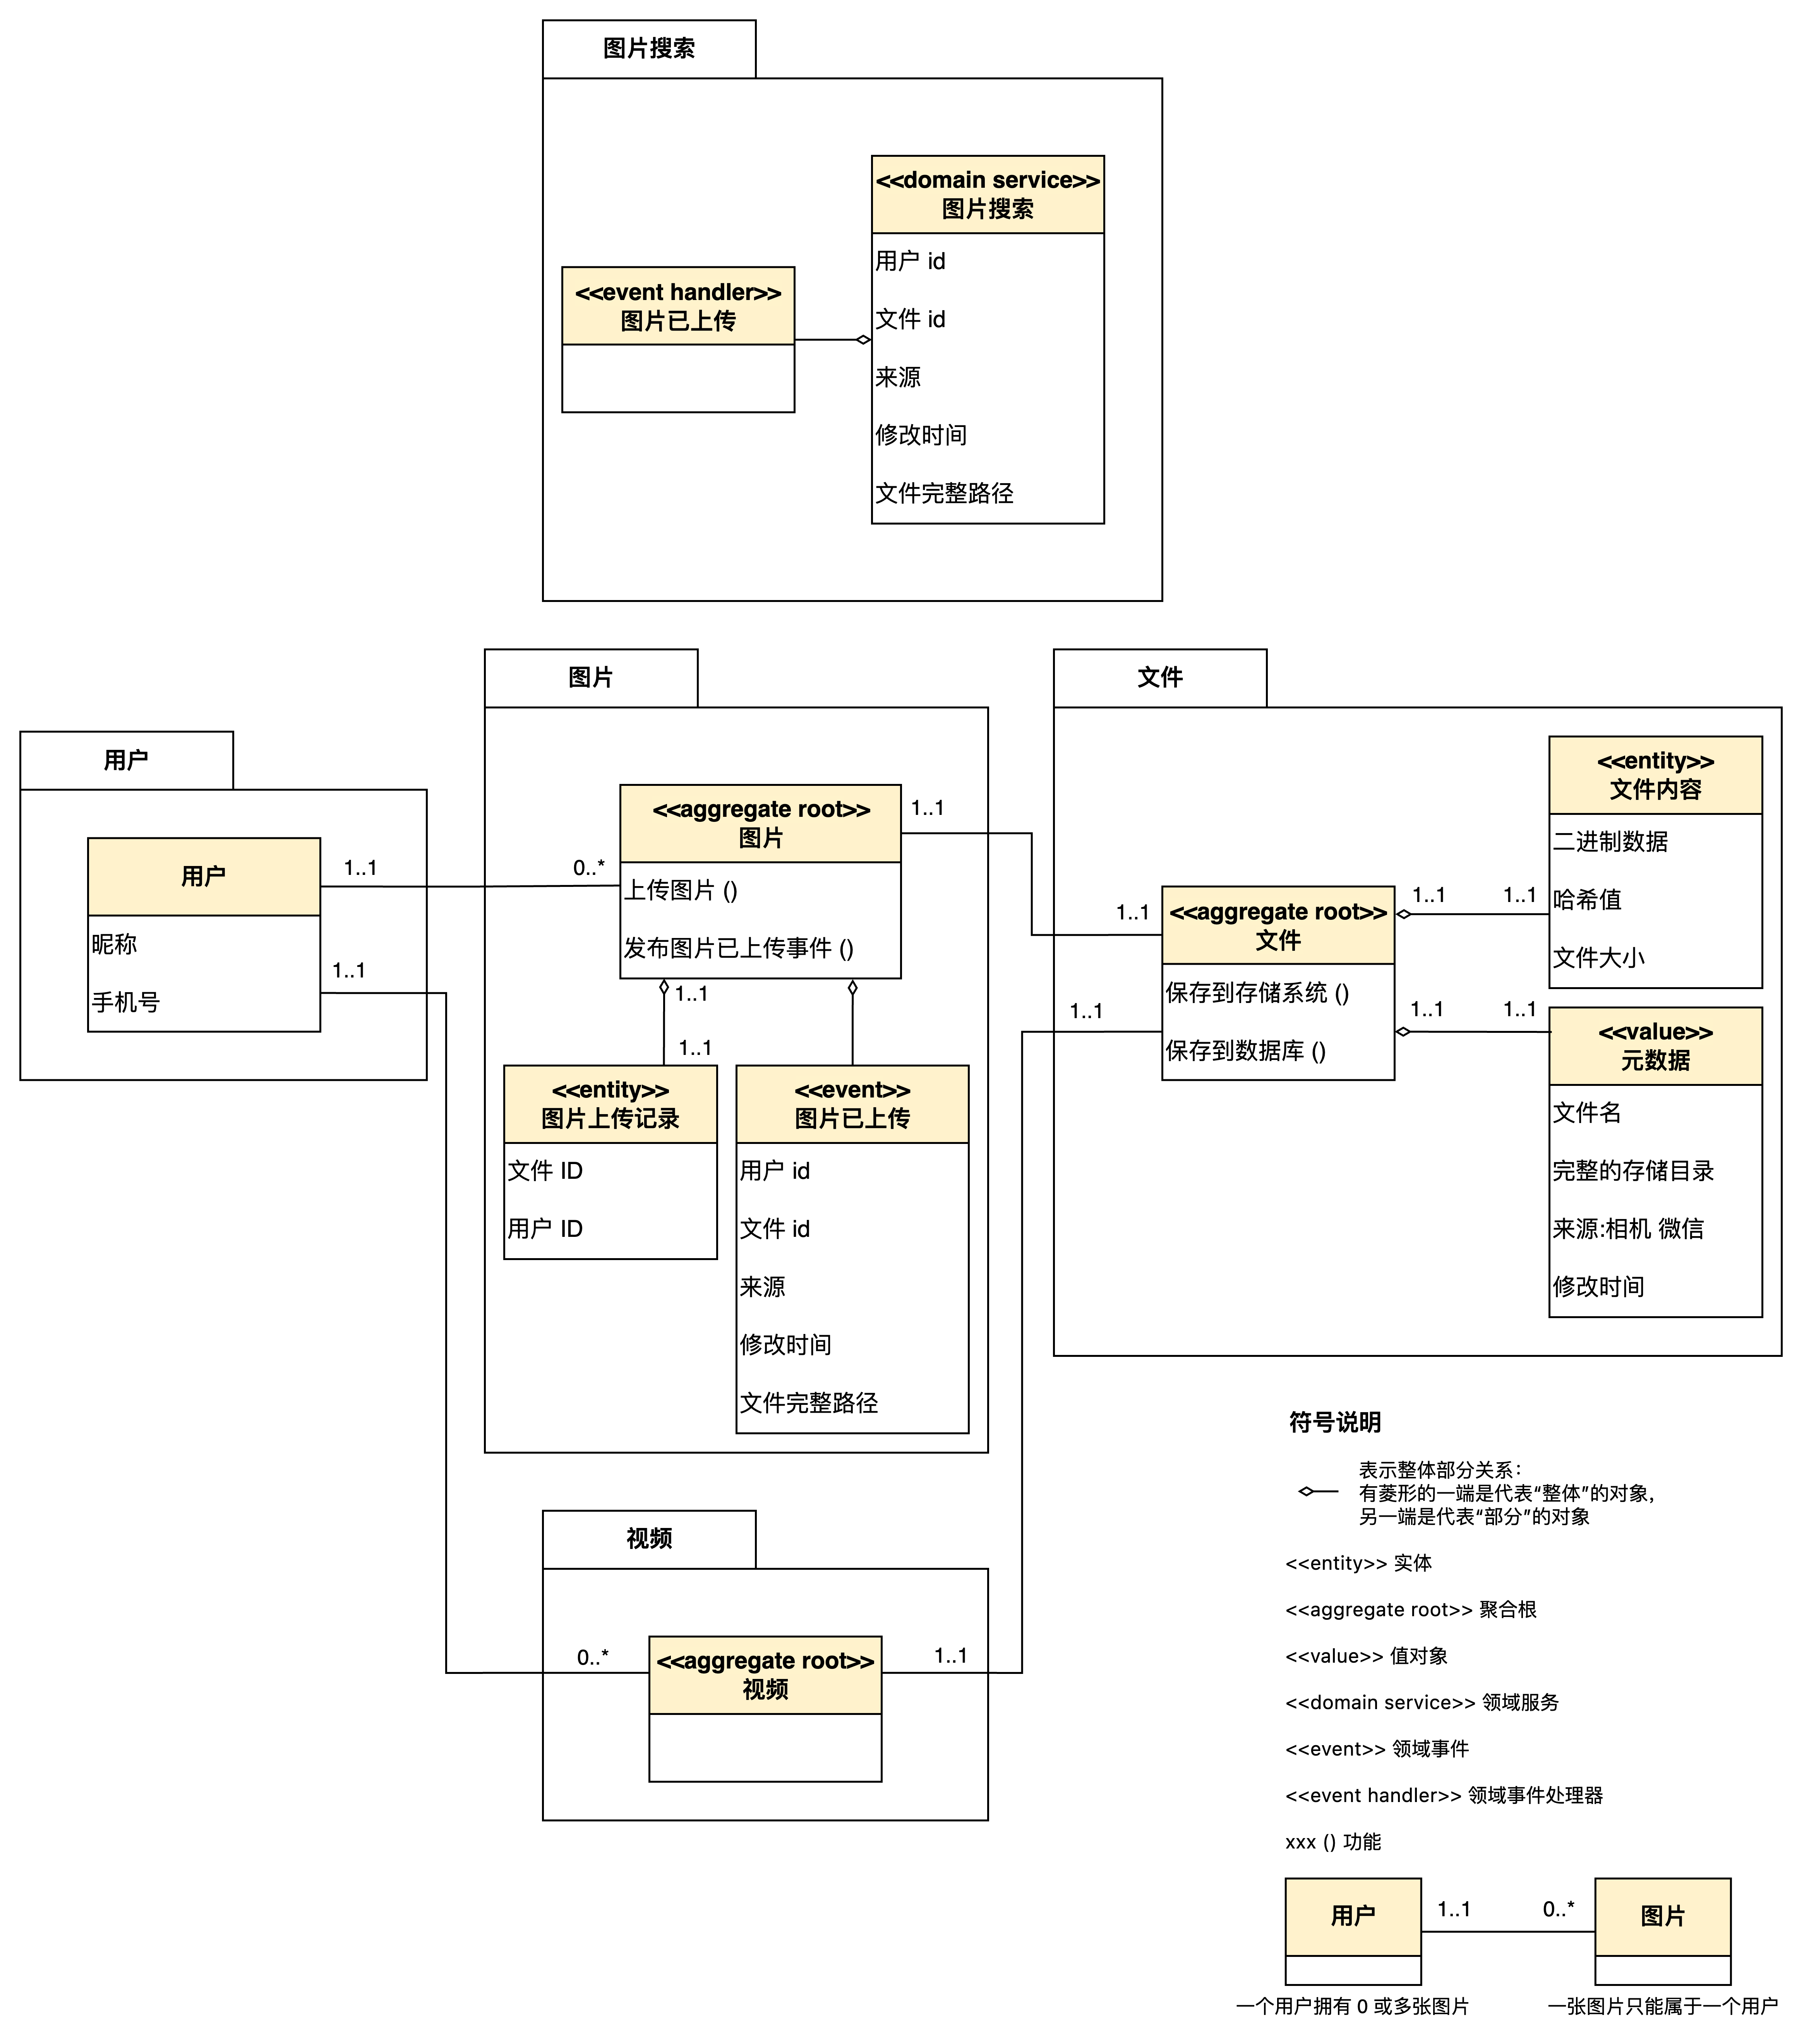 图片搜索
<<domain service>>
图片搜索
用户 id
文件 id
来源
修改时间
文件完整路径
<<event handler>>
图片已上传
用户
用户
昵称
手机号
1..1
0..*
1..1
图片
<<aggregate root>>
图片
上传图片 ()
发布图片已上传事件 ()
1..1
1..1
1..1
1..1
<<entity>>
图片上传记录
文件 ID
用户 ID
<<event>>
图片已上传
用户 id
文件 id
来源
修改时间
文件完整路径
文件
<<aggregate root>>
文件
保存到存储系统 ()
保存到数据库 ()
1..1
1..1
1..1
1..1
1..1
<<entity>>
文件内容
二进制数据
哈希值
文件大小
<<value>>
元数据
文件名
完整的存储目录
来源:相机 微信
修改时间
视频
0..*
<<aggregate root>>
视频
1..1
符号说明
表示整体部分关系：
有菱形的一端是代表“整体”的对象，
另一端是代表“部分”的对象
<<entity>> 实体
<<aggregate root>> 聚合根
<<value>> 值对象
<<domain service>> 领域服务
<<event>> 领域事件
<<event handler>> 领域事件处理器
xxx () 功能
用户
1..1
0..*
图片
一个用户拥有 0 或多张图片
一张图片只能属于一个用户